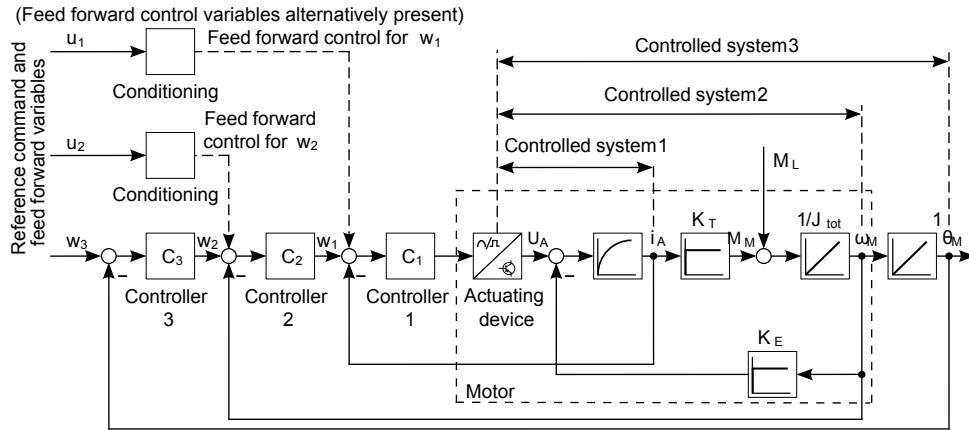 (Feed forward control variables alternatively present)
Reference command and
feed forward variables
u1
Feed forward control for w1
Conditioning
u2
Feed forward
control for w2
Conditioning
Controlled system3
Controlled system2
Controlled system1
ML
w3
–
C3
w2
–
C2
w1
–
C1
UA
–
iA
KT
MM
1/Jtot
ωM
1
θM
Controller
3
Controller
2
Controller
1
Actuating
device
KE
Motor